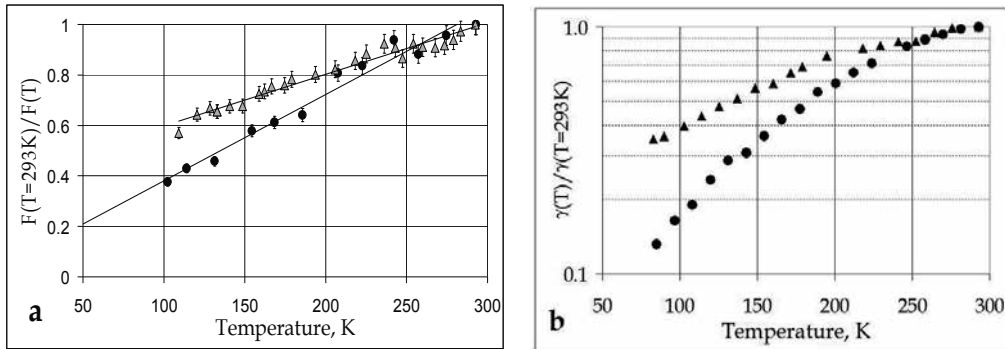 F(T=293K)/F(T)
1
0.8
0.6
0.4
0.2
0
50 100 150 200 250 300
Temperature, K
a
γ(T)/γ(T=293K)
1.0
0.1
50 100 150 200 250 300
Temperature, K
b